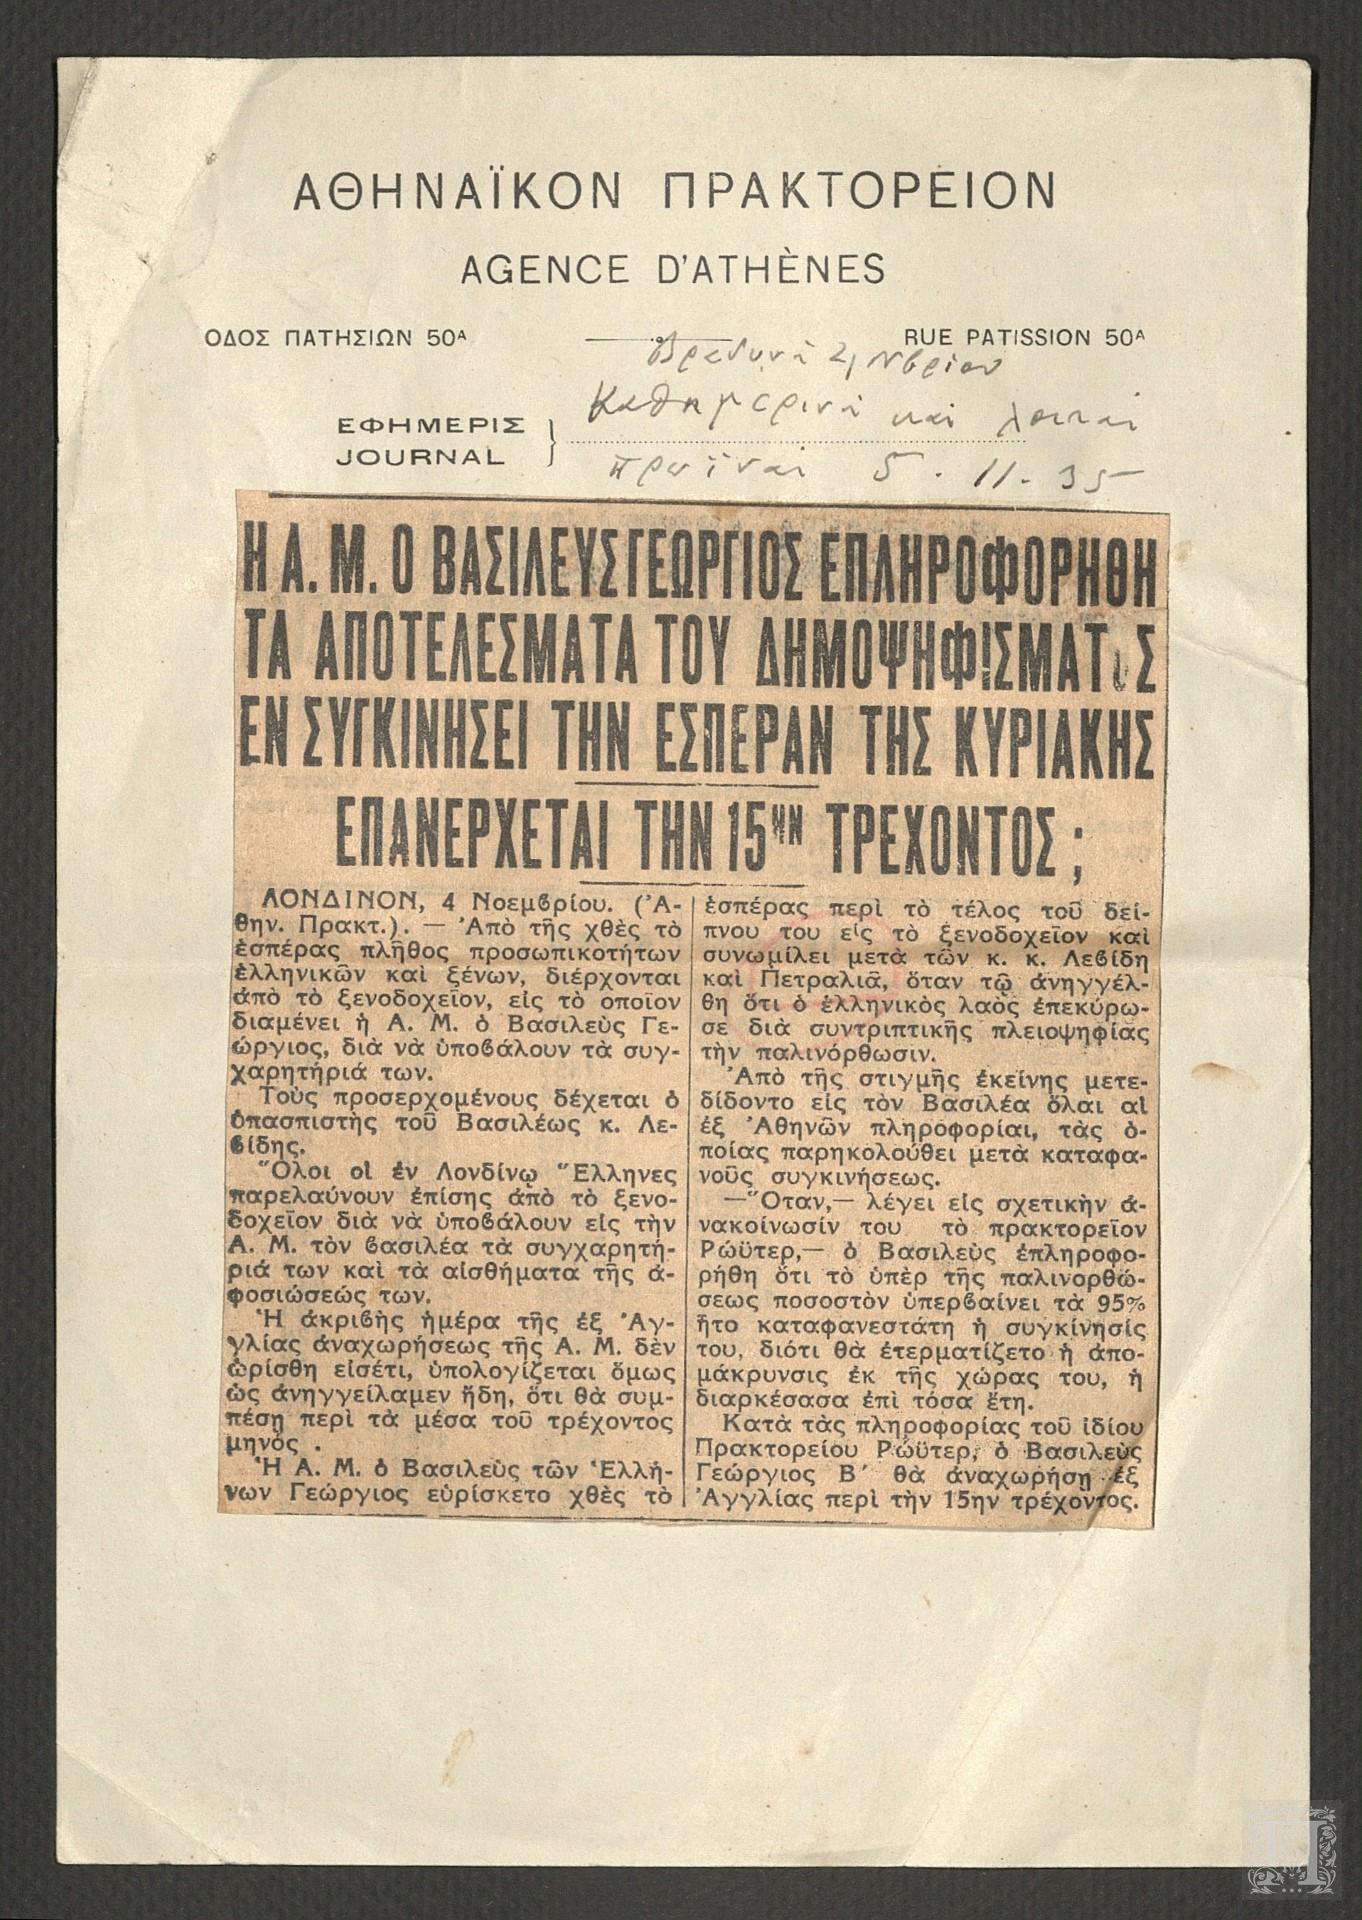 ΑΘΗΝΑΪΚΟΝ ΠΡΑΚΤΟΡΕΙΟΝ
AGENCE D'ATHÈNES
ΟΔΟΣ ΠΑΤΗΣΙΩΝ 50Α
RUE PATISSION 50A
Βραδυνή 4 Νβρίου
ΕΦΗΜΕΡΙΣ
JOURNAL
Καθημερινή και λοιπαί
πρωϊναί 5 . 11 . 35
Η Α. Μ. Ο ΒΑΣΙΛΕΥΣ ΓΕΩΡΓΙΟΣ ΕΠΛΗΡΟΦΟΡΗΘΗ
ΤΑ ΑΠΟΤΕΛΕΣΜΑΤΑ ΤΟΥ ΔΗΜΟΨΗΦΙΣΜΑΤΟΣ
ΕΝ ΣΥΓΚΙΝΗΣΕΙ ΤΗΝ ΕΣΠΕΡΑΝ ΤΗΣ ΚΥΡΙΑΚΗΣ
ΕΠΑΝΕΡΧΕΤΑΙ ΤΗΝ 15ΗΝ ΤΡΕΧΟΝΤΟΣ ;
ΛΟΝΔΙΝΟΝ, 4 Νοεμβρίου. (Ἀ-
θην. Πρακτ.). — Ἀπὸ τῆς χθὲς τὸ
ἑσπέρας πλῆθος προσωπικοτήτων
ἑλληνικῶν καὶ ξένων, διέρχονται
ἀπὸ τὸ ξενοδοχεῖον, εἰς τὸ ὁποῖον
διαμένει ἡ Α. Μ. ὁ Βασιλεὺς Γε-
ώργιος, διὰ νὰ ὑποβάλουν τὰ συγ-
χαρητήριά των.
Τοὺς προσερχομένους δέχεται ὁ
ὑπασπιστὴς τοῦ Βασιλέως κ. Λε-
βίδης.
Ὅλοι οἱ ἐν Λονδίνῳ Ἕλληνες
παρελαύνουν ἐπίσης ἀπὸ τὸ ξενο-
δοχεῖον διὰ νὰ ὑποβάλουν εἰς τὴν
Α. Μ. τὸν βασιλέα τὰ συγχαρητή-
ριά των καὶ τὰ αἰσθήματα τῆς ἀ-
φοσιώσεώς των.
Ἡ ἀκριβὴς ἡμέρα τῆς ἐξ Ἀγ-
γλίας ἀναχωρήσεως τῆς Α. Μ. δὲν
ὡρίσθη εἰσέτι, ὑπολογίζεται ὅμως
ὡς ἀνηγγείλαμεν ἤδη, ὅτι θὰ συμ-
πέσῃ περὶ τὰ μέσα τοῦ τρέχοντος
μηνός .
Ἡ Α. Μ. ὁ Βασιλεὺς τῶν Ἑλλή-
νων Γεώργιος εὑρίσκετο χθὲς τὸ
ἑσπέρας περὶ τὸ τέλος τοῦ δεί-
πνου του εἰς τὸ ξενοδοχεῖον καὶ
συνωμίλει μετὰ τῶν κ. κ. Λεβίδη
καὶ Πετραλιᾶ, ὅταν τῷ ἀνηγγέλ-
θη ὅτι ὁ ἑλληνικὸς λαὸς ἐπεκύρω-
σε διὰ συντριπτικῆς πλειοψηφίας
τὴν παλινόρθωσιν.
Ἀπὸ τῆς στιγμῆς ἐκείνης μετε-
δίδοντο εἰς τὸν Βασιλέα ὅλαι αἱ
ἐξ Ἀθηνῶν πληροφορίαι, τὰς ὁ-
ποίας παρηκολούθει μετὰ καταφα-
νοῦς συγκινήσεως.
—Ὅταν,— λέγει εἰς σχετικὴν ἀ-
νακοίνωσίν του τὸ πρακτορεῖον
Ρώϋτερ,— ὁ Βασιλεὺς ἐπληροφο-
ρήθη ὅτι τὸ ὑπὲρ τῆς παλινορθώ-
σεως ποσοστὸν ὑπερβαίνει τὰ 95%
ἦτο καταφανεστάτη ἡ συγκίνησίς
του, διότι θὰ ἐτερματίζετο ἡ ἀπο-
μάκρυνσις ἐκ τῆς χώρας του, ἡ
διαρκέσασα ἐπὶ τόσα ἔτη.
Κατὰ τὰς πληροφορίας τοῦ ἰδίου
Πρακτορείου Ρώϋτερ, ὁ Βασιλεὺς
Γεώργιος Β΄ θὰ ἀναχωρήσῃ ἐξ
Ἀγγλίας περὶ τὴν 15ην τρέχοντος.